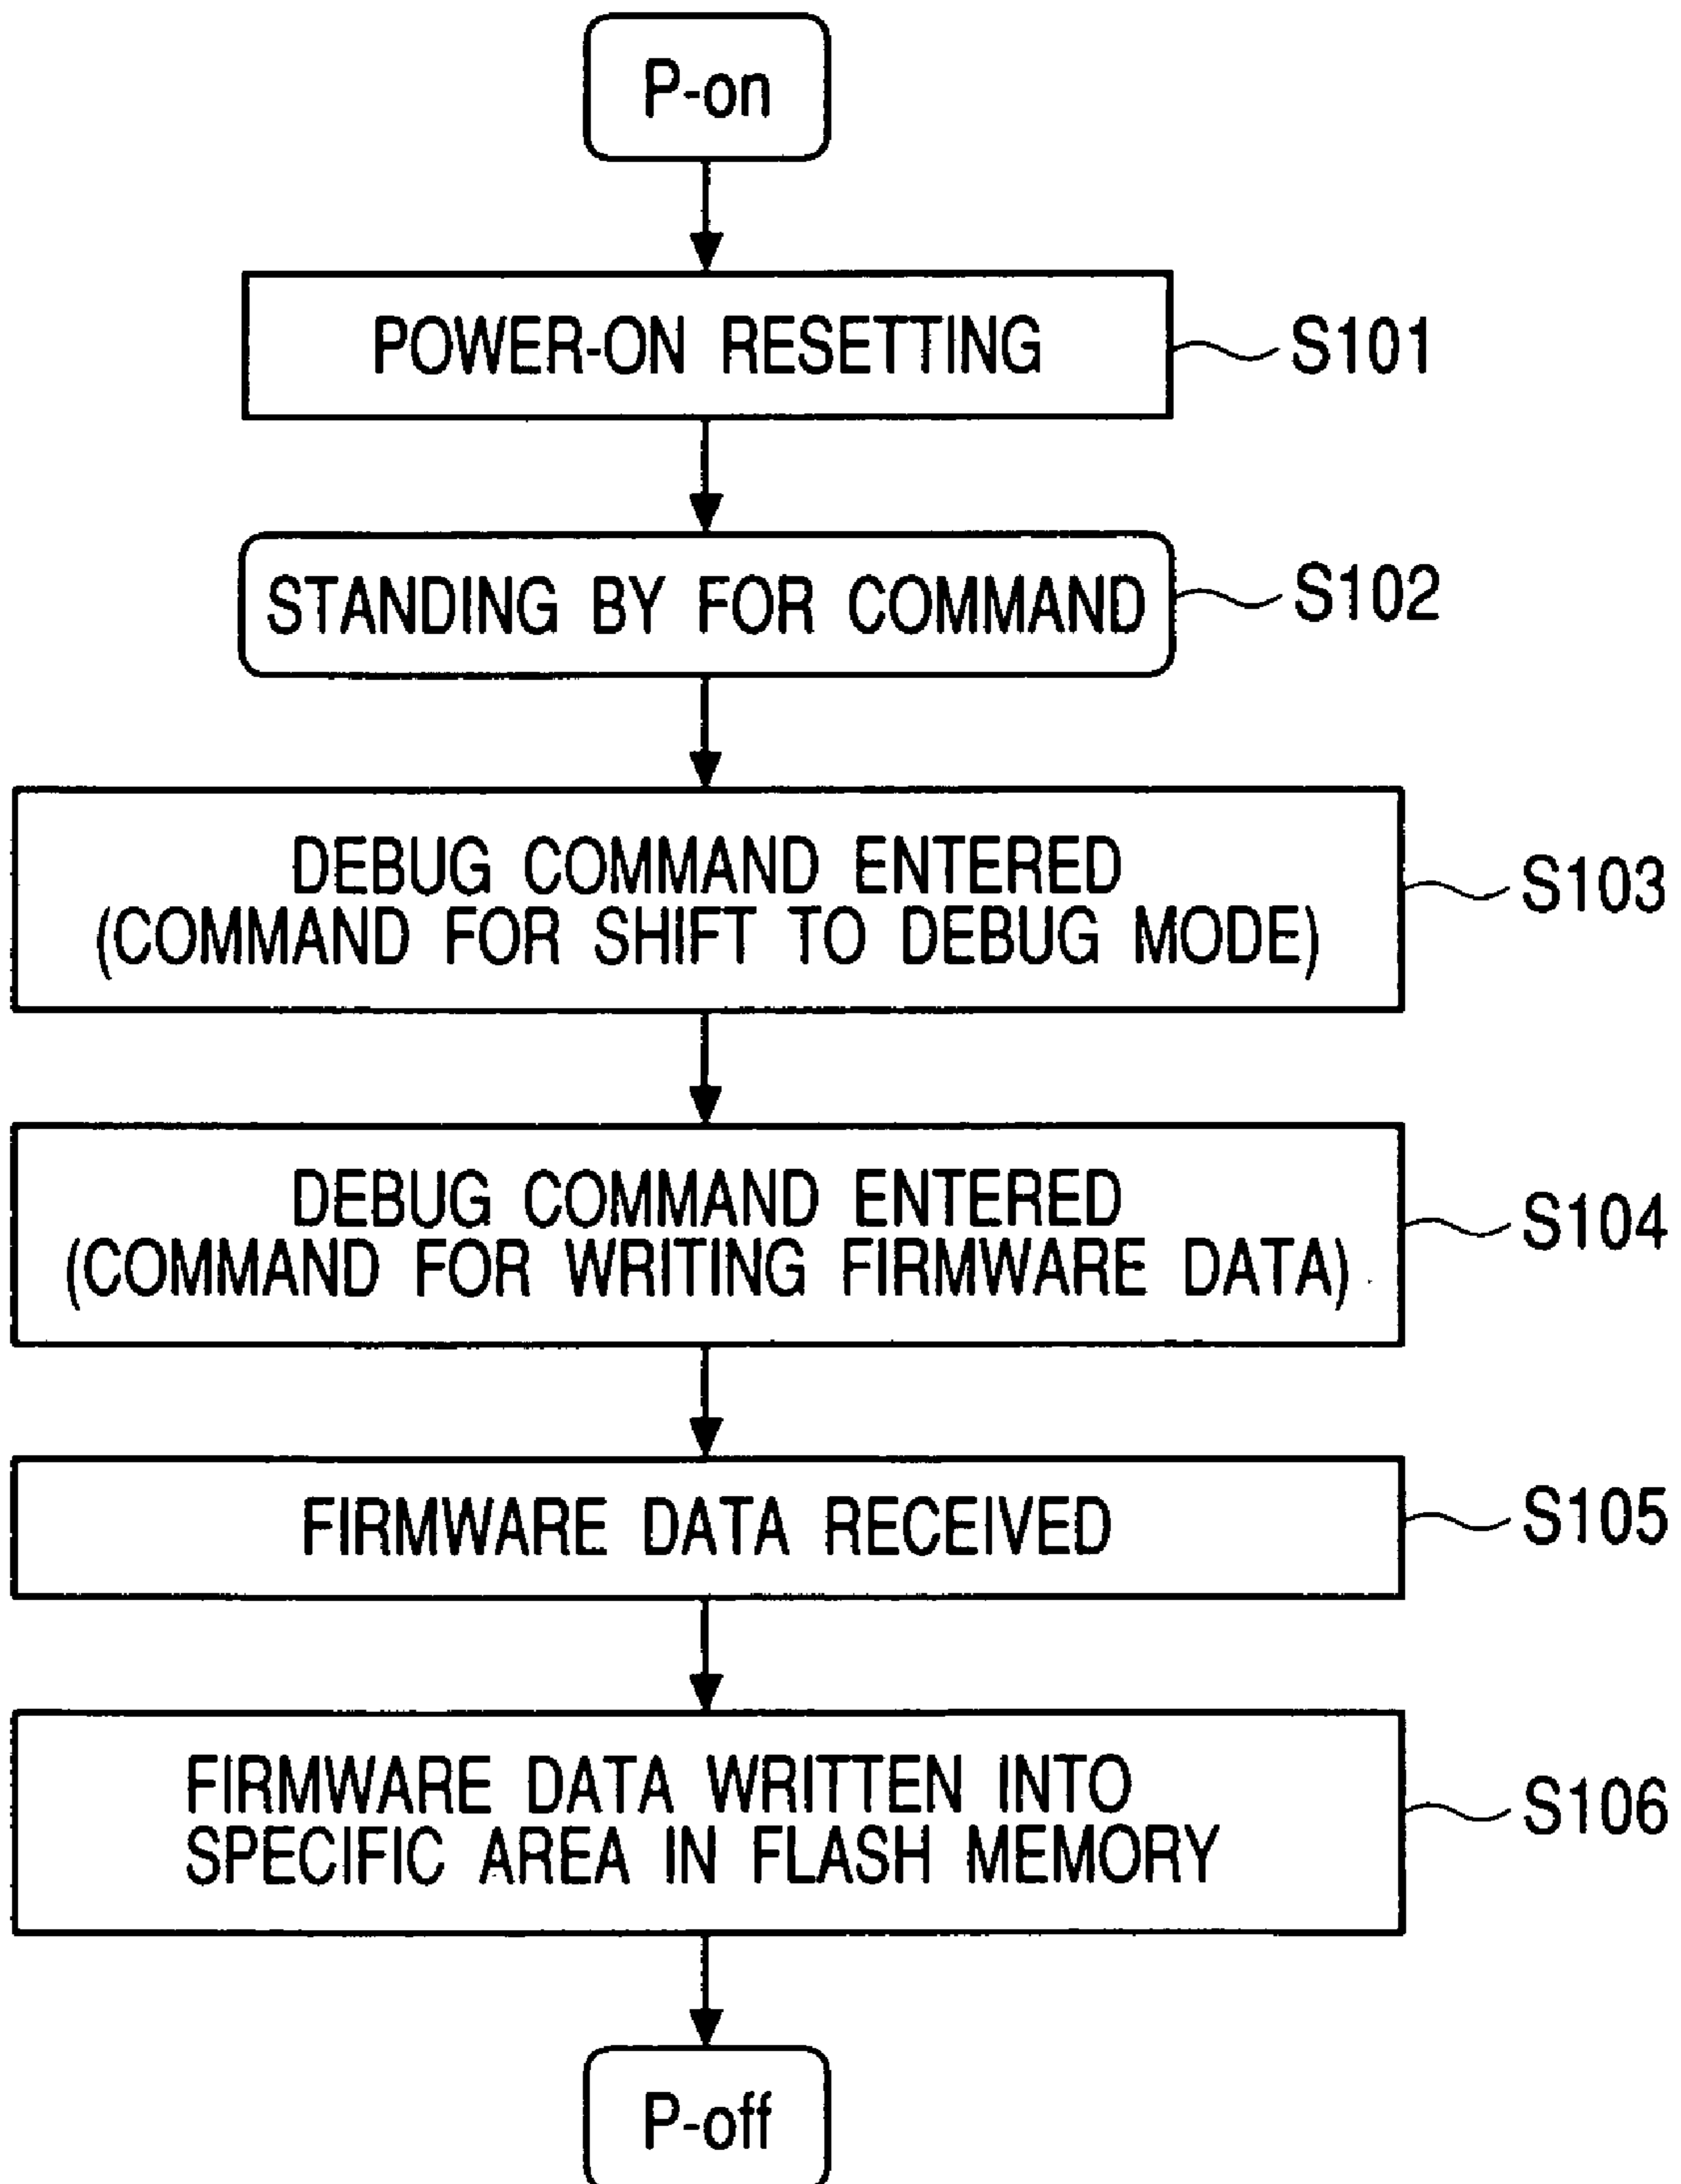 P-on
POWER-ON RESETTING
S101
STANDING BY FOR COMMAND
S102
DEBUG COMMAND ENTERED
(COMMAND FOR SHIFT TO DEBUG MODE)
S103
DEBUG COMMAND ENTERED
(COMMAND FOR WRITING FIRMWARE DATA)
S104
FIRMWARE DATA RECEIVED
S105
FIRMWARE DATA WRITTEN INTO
SPECIFIC AREA IN FLASH MEMORY
S106
P-off